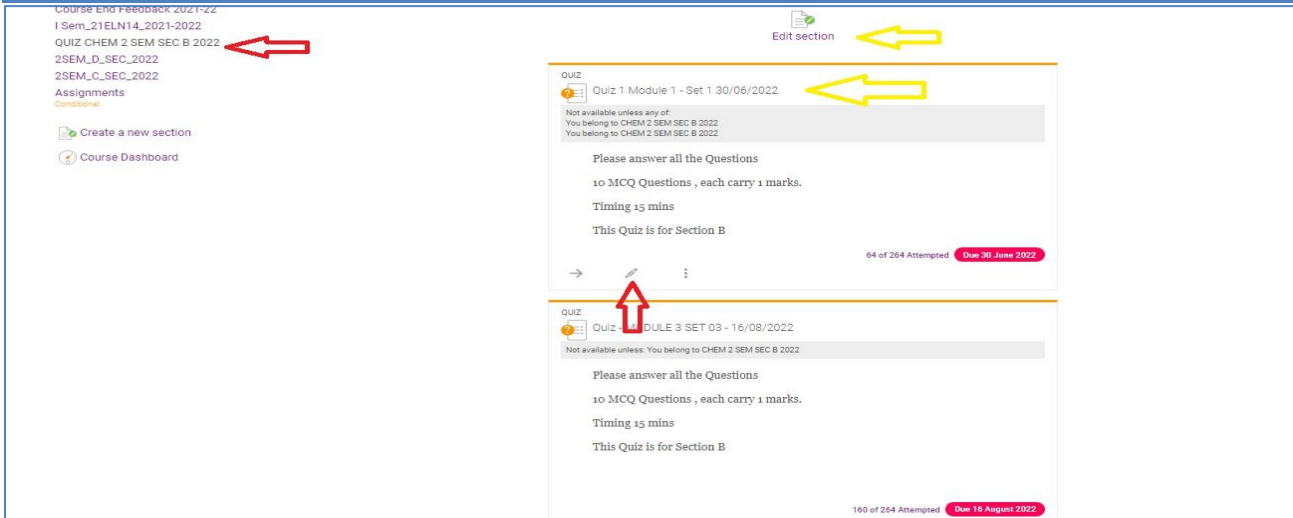 Course End Feedback 2021-22
I Sem_21ELN14_2021-2022
QUIZ CHEM 2 SEM SEC B 2022
2SEM_D_SEC_2022
2SEM_C_SEC_2022
Assignments
Conditional
Create a new section
Course Dashboard
Edit section
QUIZ
Quiz 1 Module 1 - Set 1 30/06/2022
Not available unless any of:
You belong to CHEM 2 SEM SEC B 2022
You belong to CHEM 2 SEM SEC B 2022
Please answer all the Questions
10 MCQ Questions , each carry 1 marks.
Timing 15 mins
This Quiz is for Section B
64 of 264 Attempted Due 30 June 2022
QUIZ
Quiz - MODULE 3 SET 03 - 16/08/2022
Not available unless: You belong to CHEM 2 SEM SEC B 2022
Please answer all the Questions
10 MCQ Questions , each carry 1 marks.
Timing 15 mins
This Quiz is for Section B
160 of 264 Attempted Due 16 August 2022